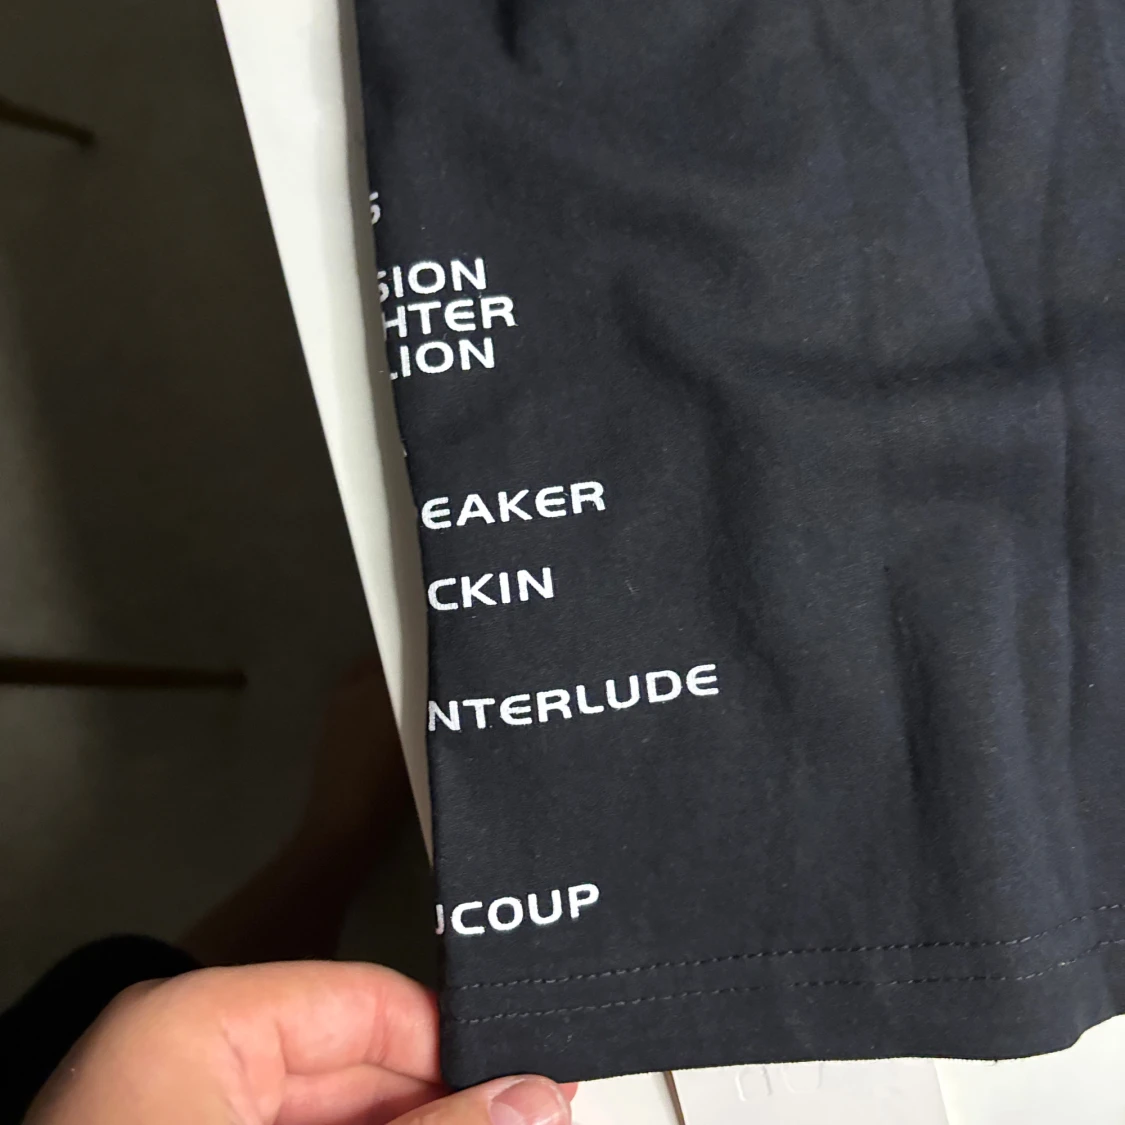 S
SION
HTER
LION
EAKER
CKIN
NTERLUDE
UCOUP